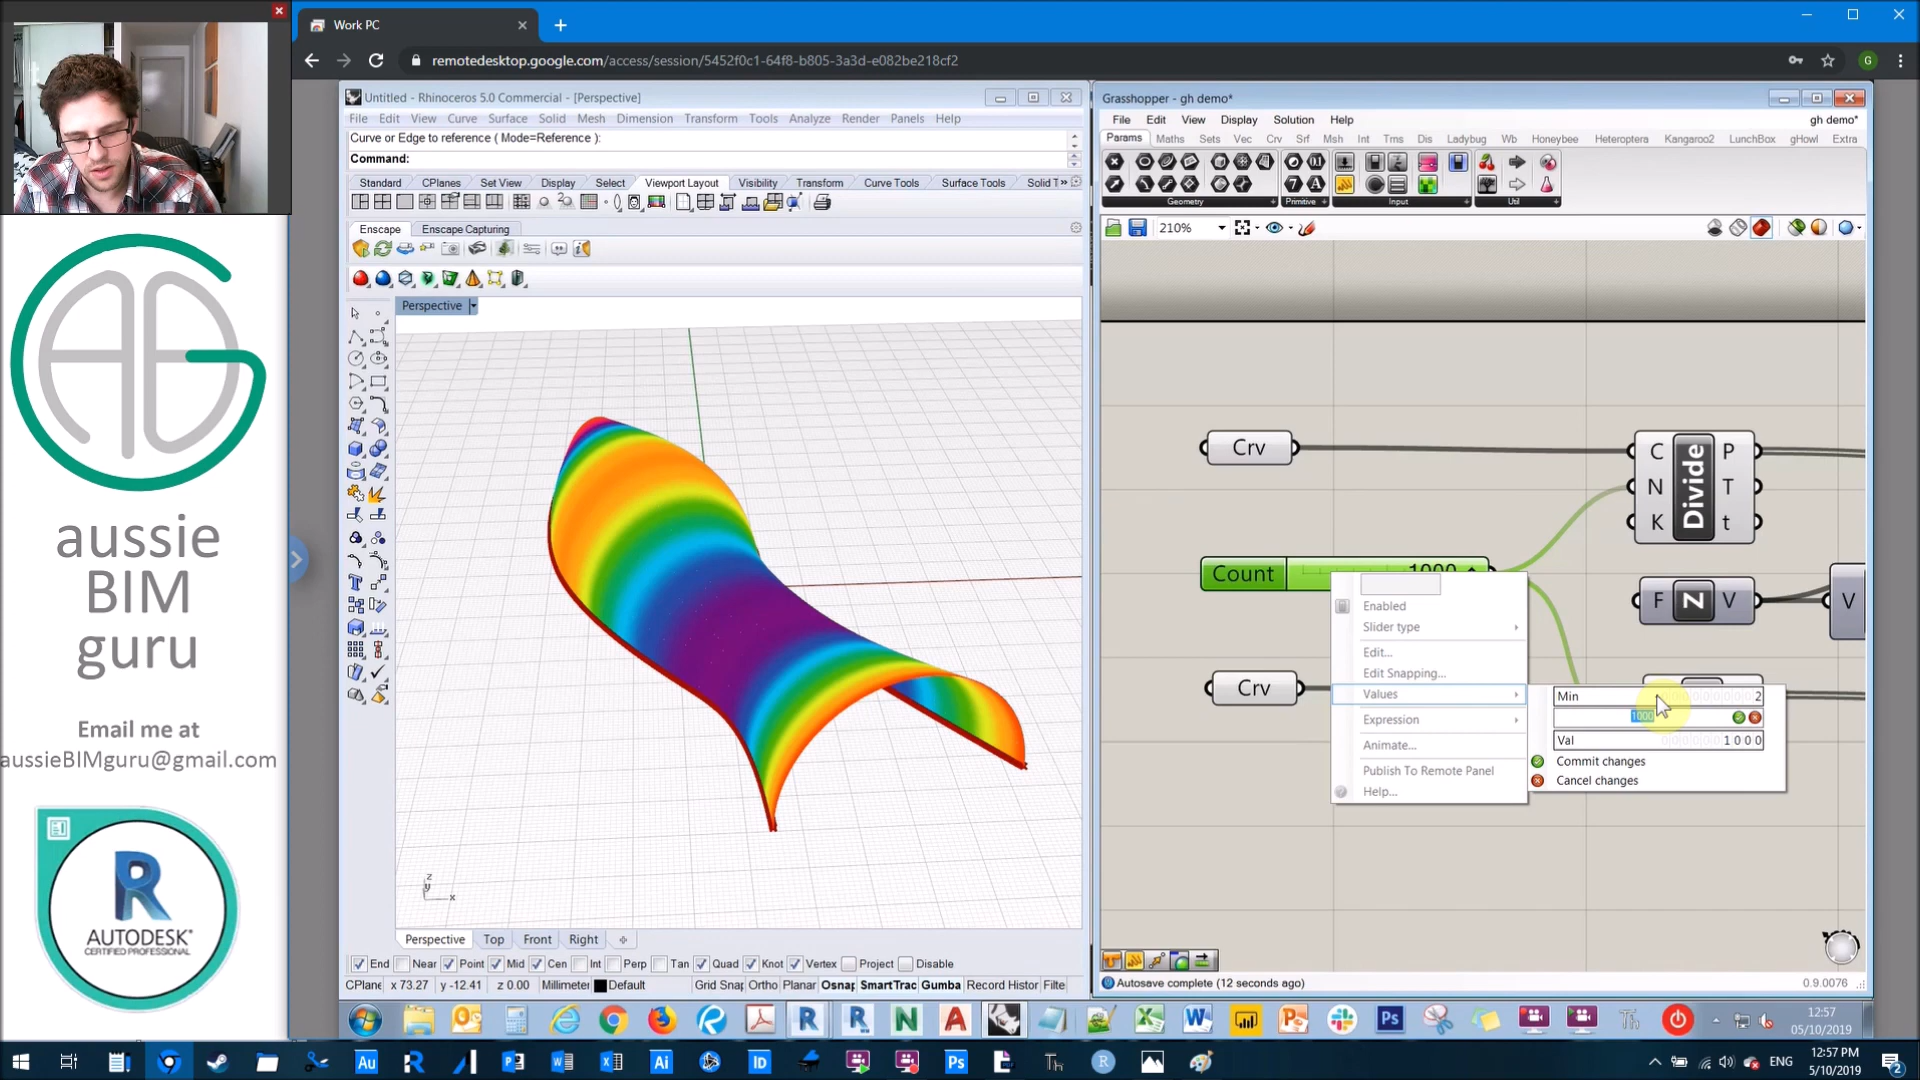 Work PC
remotedesktop.google.com/access/session/5452f0c1-64f8-b805-3a3d-e082be218cf2
G
Untitled - Rhinoceros 5.0 Commercial - [Perspective]
File Edit View Curve Surface Solid Mesh Dimension Transform Tools Analyze Render Panels Help
Curve or Edge to reference ( Mode=Reference ):
Command:
Standard CPlanes Set View Display Select Viewport Layout Visibility Transform Curve Tools Surface Tools Solid T
Enscape Enscape Capturing
Perspective
z
y
x
Perspective Top Front Right
End Near Point Mid Cen Int Perp Tan Quad Knot Vertex Project Disable
CPlane x 73.27 y -12.41 z 0.00 Millimeter Default Grid Snap Ortho Planar Osnap SmartTrac Gumba Record Histor Filte
Grasshopper - gh demo*
File Edit View Display Solution Help
gh demo*
Params Maths Sets Vec Crv Srf Msh Int Trns Dis Ladybug Wb Honeybee Heteroptera Kangaroo2 LunchBox gHowl Extra
Geometry Primitive Input Util
210%
Crv
C Divide P
N T
K t
Count 1000
F Z V
V
Crv
Enabled
Slider type
Edit...
Edit Snapping...
Values
Expression
Animate...
Publish To Remote Panel
Help...
Min 2
1000
Val 1000
Commit changes
Cancel changes
Autosave complete (12 seconds ago)
0.9.0076
12:57
05/10/2019
ENG
12:57 PM
5/10/2019
2
aussie
BIM
guru
Email me at
aussieBIMguru@gmail.com
R
AUTODESK
CERTIFIED PROFESSIONAL